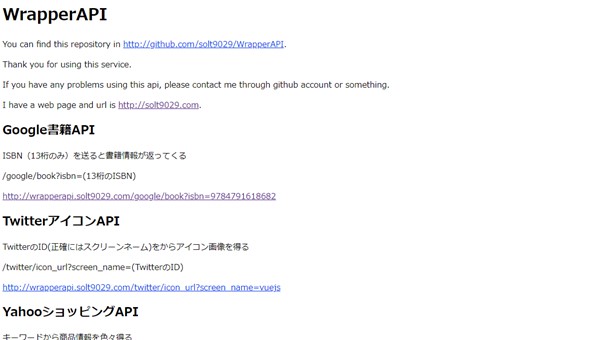 WrapperAPI
You can find this repository in http://github.com/solt9029/WrapperAPI.
Thank you for using this service.
If you have any problems using this api, please contact me through github account or something.
I have a web page and url is http://solt9029.com.
Google書籍API
ISBN（13桁のみ）を送ると書籍情報が返ってくる
/google/book?isbn=(13桁のISBN)
http://wrapperapi.solt9029.com/google/book?isbn=9784791618682
TwitterアイコンAPI
TwitterのID(正確にはスクリーンネーム)をからアイコン画像を得る
/twitter/icon_url?screen_name=(TwitterのID)
http://wrapperapi.solt9029.com/twitter/icon_url?screen_name=vuejs
YahooショッピングAPI
キーワードから商品情報を色々得る